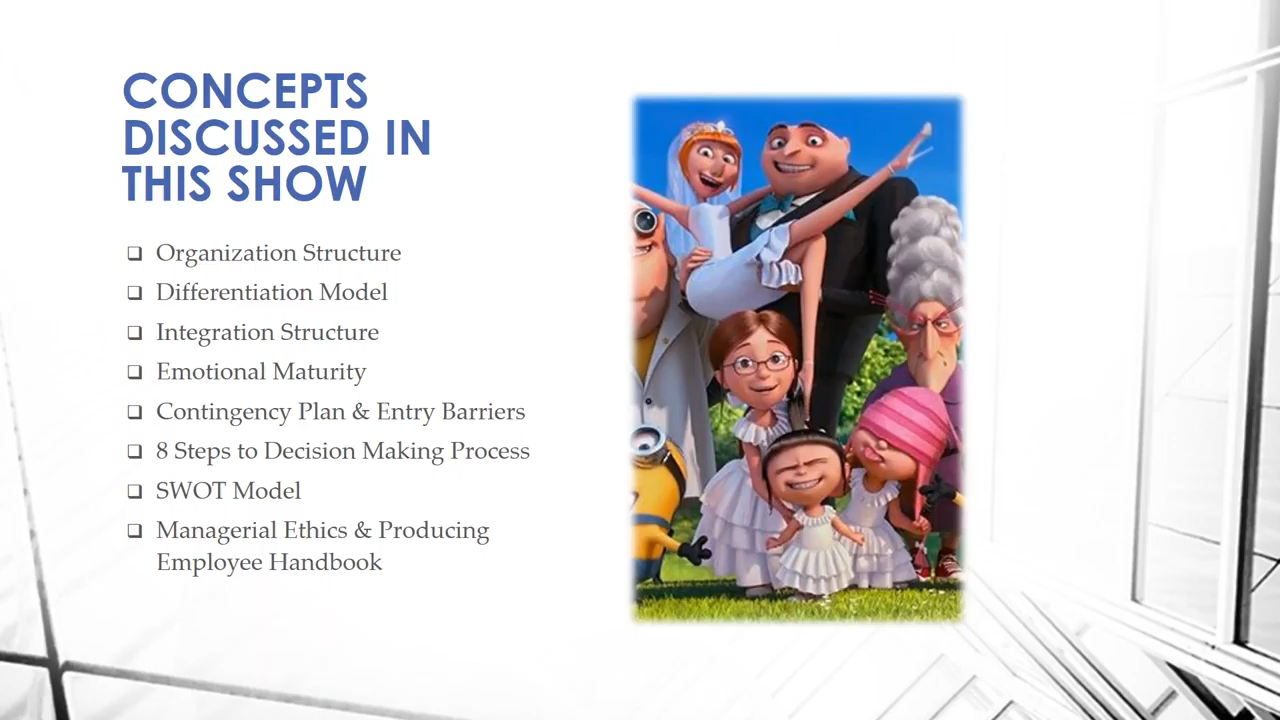 CONCEPTS
DISCUSSED IN
THIS SHOW
Organization Structure
Differentiation Model
Integration Structure
Emotional Maturity
Contingency Plan & Entry Barriers
8 Steps to Decision Making Process
SWOT Model
Managerial Ethics & Producing
Employee Handbook